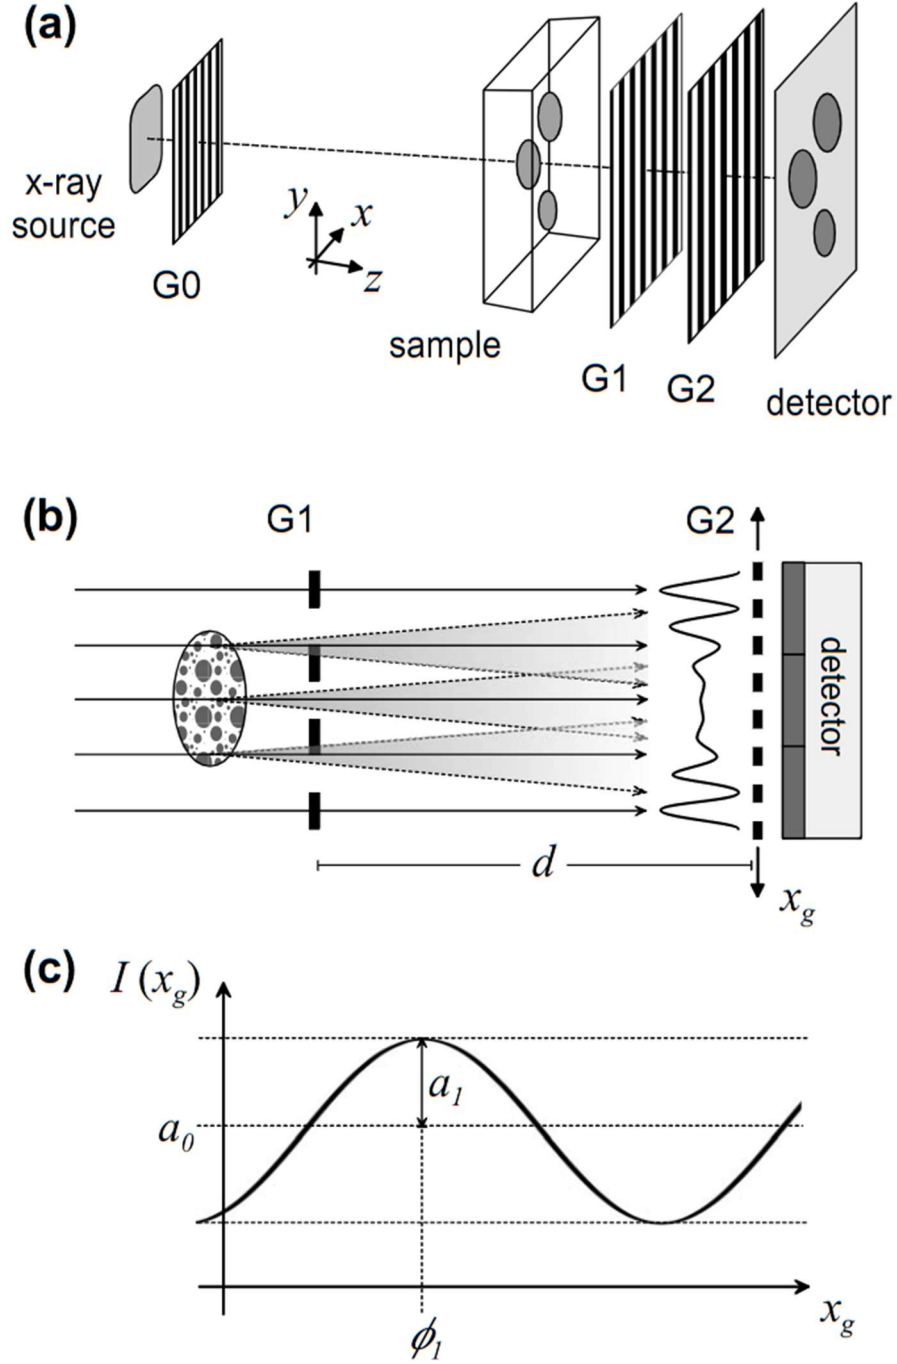 (a)
x-ray
source
G0
y
x
z
sample
G1
G2
detector
(b)
G1
G2
detector
d
x_g
(c)
I (x_g)
a_1
a_0
x_g
ϕ_1